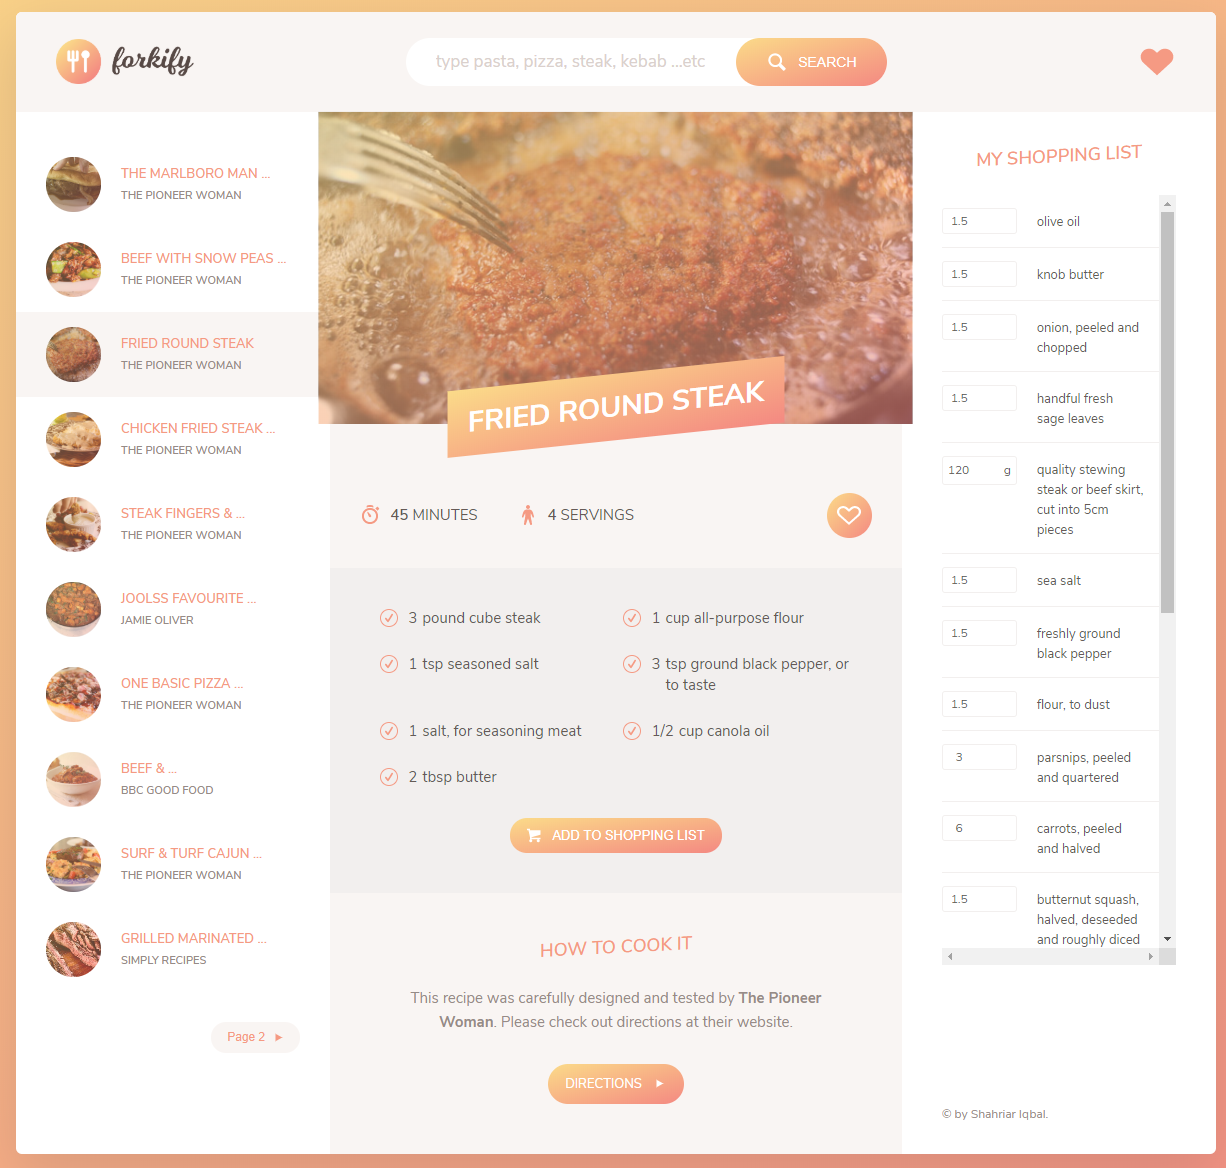 forkify
type pasta, pizza, steak, kebab ...etc
SEARCH
THE MARLBORO MAN ...
THE PIONEER WOMAN
BEEF WITH SNOW PEAS ...
THE PIONEER WOMAN
FRIED ROUND STEAK
THE PIONEER WOMAN
CHICKEN FRIED STEAK ...
THE PIONEER WOMAN
STEAK FINGERS & ...
THE PIONEER WOMAN
JOOLSS FAVOURITE ...
JAMIE OLIVER
ONE BASIC PIZZA ...
THE PIONEER WOMAN
BEEF & ...
BBC GOOD FOOD
SURF & TURF CAJUN ...
THE PIONEER WOMAN
GRILLED MARINATED ...
SIMPLY RECIPES
Page 2
FRIED ROUND STEAK
45 MINUTES
4 SERVINGS
3 pound cube steak
1 cup all-purpose flour
1 tsp seasoned salt
3 tsp ground black pepper, or
to taste
1 salt, for seasoning meat
1/2 cup canola oil
2 tbsp butter
ADD TO SHOPPING LIST
HOW TO COOK IT
This recipe was carefully designed and tested by The Pioneer
Woman. Please check out directions at their website.
DIRECTIONS
MY SHOPPING LIST
1.5 olive oil
1.5 knob butter
1.5 onion, peeled and
chopped
1.5 handful fresh
sage leaves
120 g quality stewing
steak or beef skirt,
cut into 5cm
pieces
1.5 sea salt
1.5 freshly ground
black pepper
1.5 flour, to dust
3 parsnips, peeled
and quartered
6 carrots, peeled
and halved
1.5 butternut squash,
halved, deseeded
and roughly diced
© by Shahriar Iqbal.